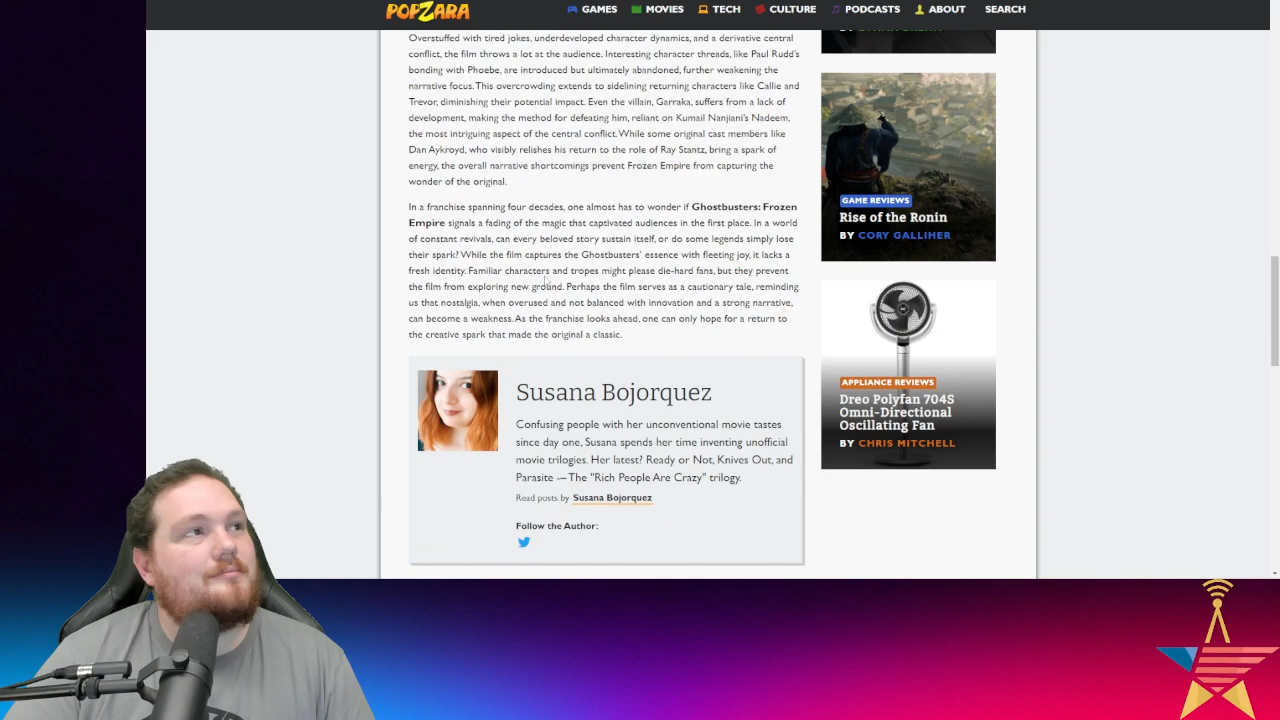 POPZARA
GAMES
MOVIES
TECH
CULTURE
PODCASTS
ABOUT
SEARCH
Overstuffed with tired jokes, underdeveloped character dynamics, and a derivative central
conflict, the film throws a lot at the audience. Interesting character threads, like Paul Rudd's
bonding with Phoebe, are introduced but ultimately abandoned, further weakening the
narrative focus. This overcrowding extends to sidelining returning characters like Callie and
Trevor, diminishing their potential impact. Even the villain, Garraka, suffers from a lack of
development, making the method for defeating him, reliant on Kumail Nanjiani's Nadeem,
the most intriguing aspect of the central conflict. While some original cast members like
Dan Aykroyd, who visibly relishes his return to the role of Ray Stantz, bring a spark of
energy, the overall narrative shortcomings prevent Frozen Empire from capturing the
wonder of the original.
In a franchise spanning four decades, one almost has to wonder if Ghostbusters: Frozen
Empire signals a fading of the magic that captivated audiences in the first place. In a world
of constant revivals, can every beloved story sustain itself, or do some legends simply lose
their spark? While the film captures the Ghostbusters' essence with fleeting joy, it lacks a
fresh identity. Familiar characters and tropes might please die-hard fans, but they prevent
the film from exploring new ground. Perhaps the film serves as a cautionary tale, reminding
us that nostalgia, when overused and not balanced with innovation and a strong narrative,
can become a weakness. As the franchise looks ahead, one can only hope for a return to
the creative spark that made the original a classic.
Susana Bojorquez
Confusing people with her unconventional movie tastes
since day one, Susana spends her time inventing unofficial
movie trilogies. Her latest? Ready or Not, Knives Out, and
Parasite -— The "Rich People Are Crazy" trilogy.
Read posts by Susana Bojorquez
Follow the Author:
GAME REVIEWS
Rise of the Ronin
BY CORY GALLIHER
APPLIANCE REVIEWS
Dreo Polyfan 704S
Omni-Directional
Oscillating Fan
BY CHRIS MITCHELL